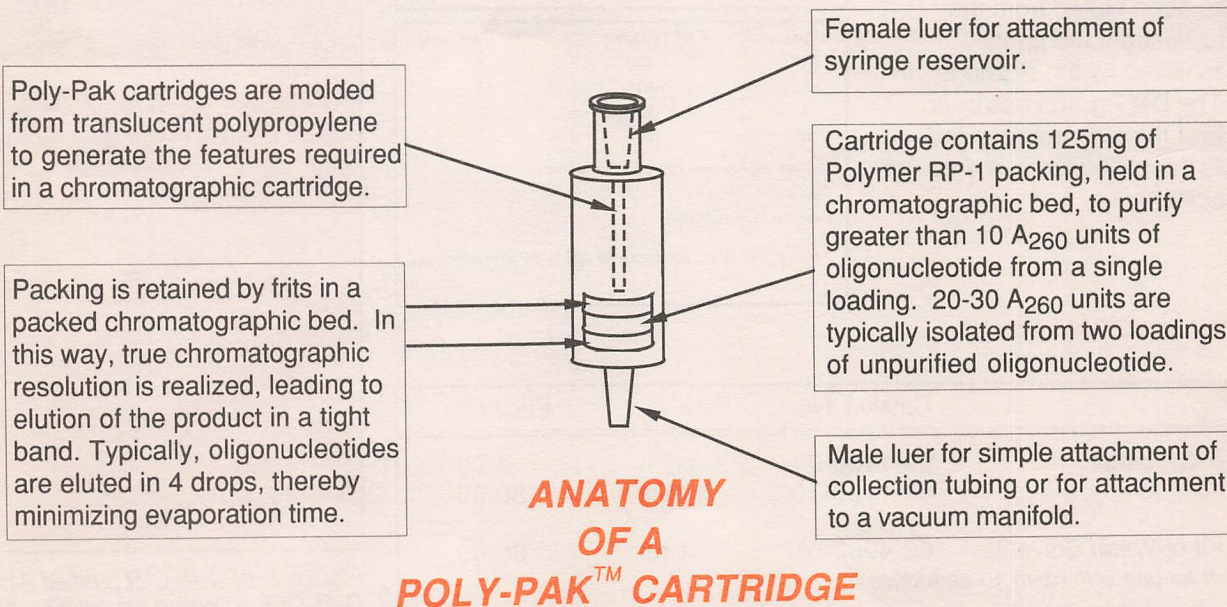 Female luer for attachment of
syringe reservoir.
Poly-Pak cartridges are molded
from translucent polypropylene
to generate the features required
in a chromatographic cartridge.
Cartridge contains 125mg of
Polymer RP-1 packing, held in a
chromatographic bed, to purify
greater than 10 A260 units of
oligonucleotide from a single
loading. 20-30 A260 units are
typically isolated from two loadings
of unpurified oligonucleotide.
Packing is retained by frits in a
packed chromatographic bed. In
this way, true chromatographic
resolution is realized, leading to
elution of the product in a tight
band. Typically, oligonucleotides
are eluted in 4 drops, thereby
minimizing evaporation time.
Male luer for simple attachment of
collection tubing or for attachment
to a vacuum manifold.
ANATOMY
OF A
POLY-PAK™ CARTRIDGE